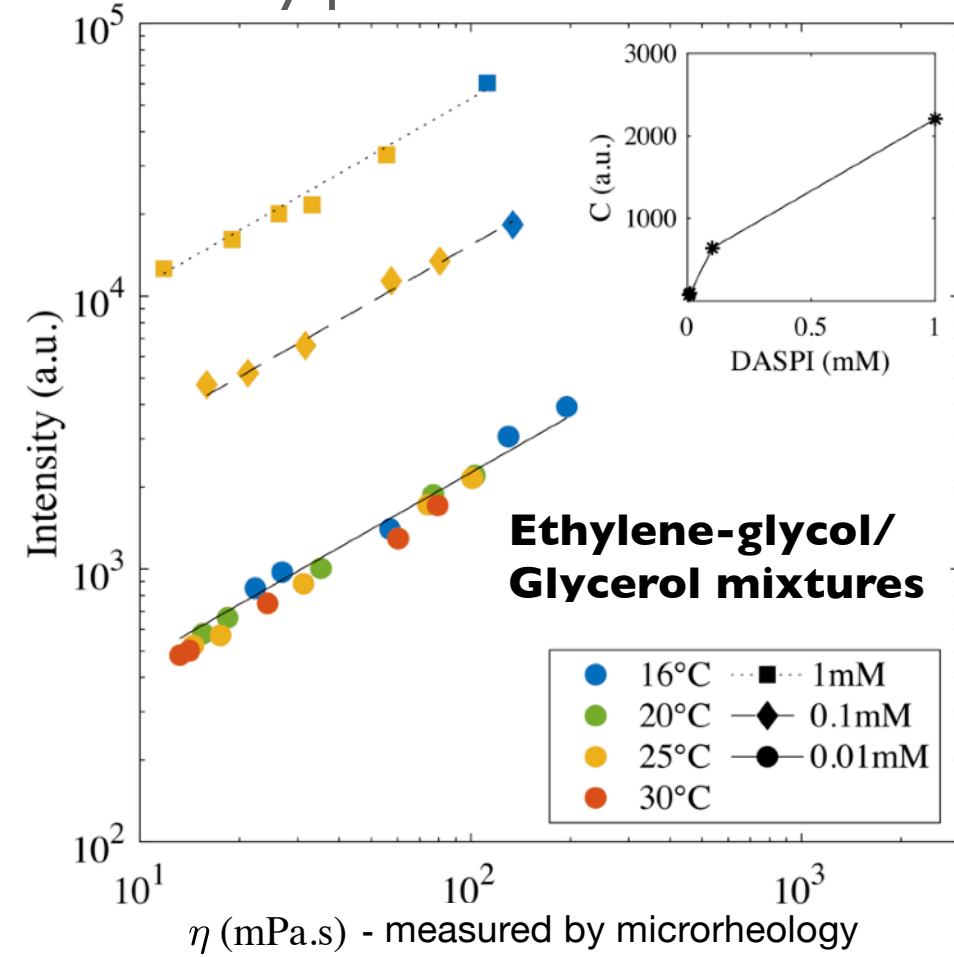 10^5
10^4
10^3
10^2
Intensity (a.u.)
10^1
10^2
10^3
η (mPa.s) - measured by microrheology
3000
2000
1000
C (a.u.)
0
0.5
1
DASPI (mM)
Ethylene-glycol/
Glycerol mixtures
16°C 1mM
20°C 0.1mM
25°C 0.01mM
30°C